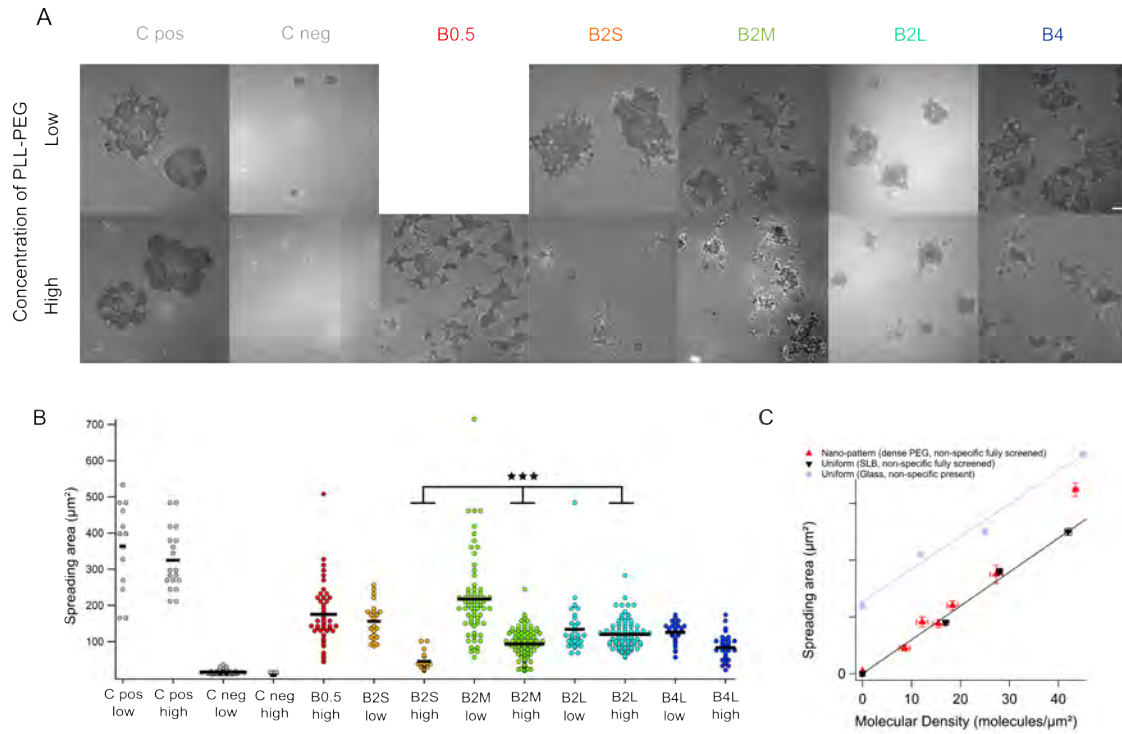 A
C pos
C neg
B0.5
B2S
B2M
B2L
B4
Concentration of PLL-PEG
Low
High
B
Spreading area (µm²)
700
600
500
400
300
200
100
★★★
C pos low
C pos high
C neg low
C neg high
B0.5 high
B2S low
B2S high
B2M low
B2M high
B2L low
B2L high
B4L low
B4L high
C
Nano-pattern (dense PEG, non-specific fully screened)
Uniform (SLB, non-specific fully screened)
Uniform (Glass, non-specific present)
Spreading area (µm²)
0
0
10
20
30
40
Molecular Density (molecules/µm²)